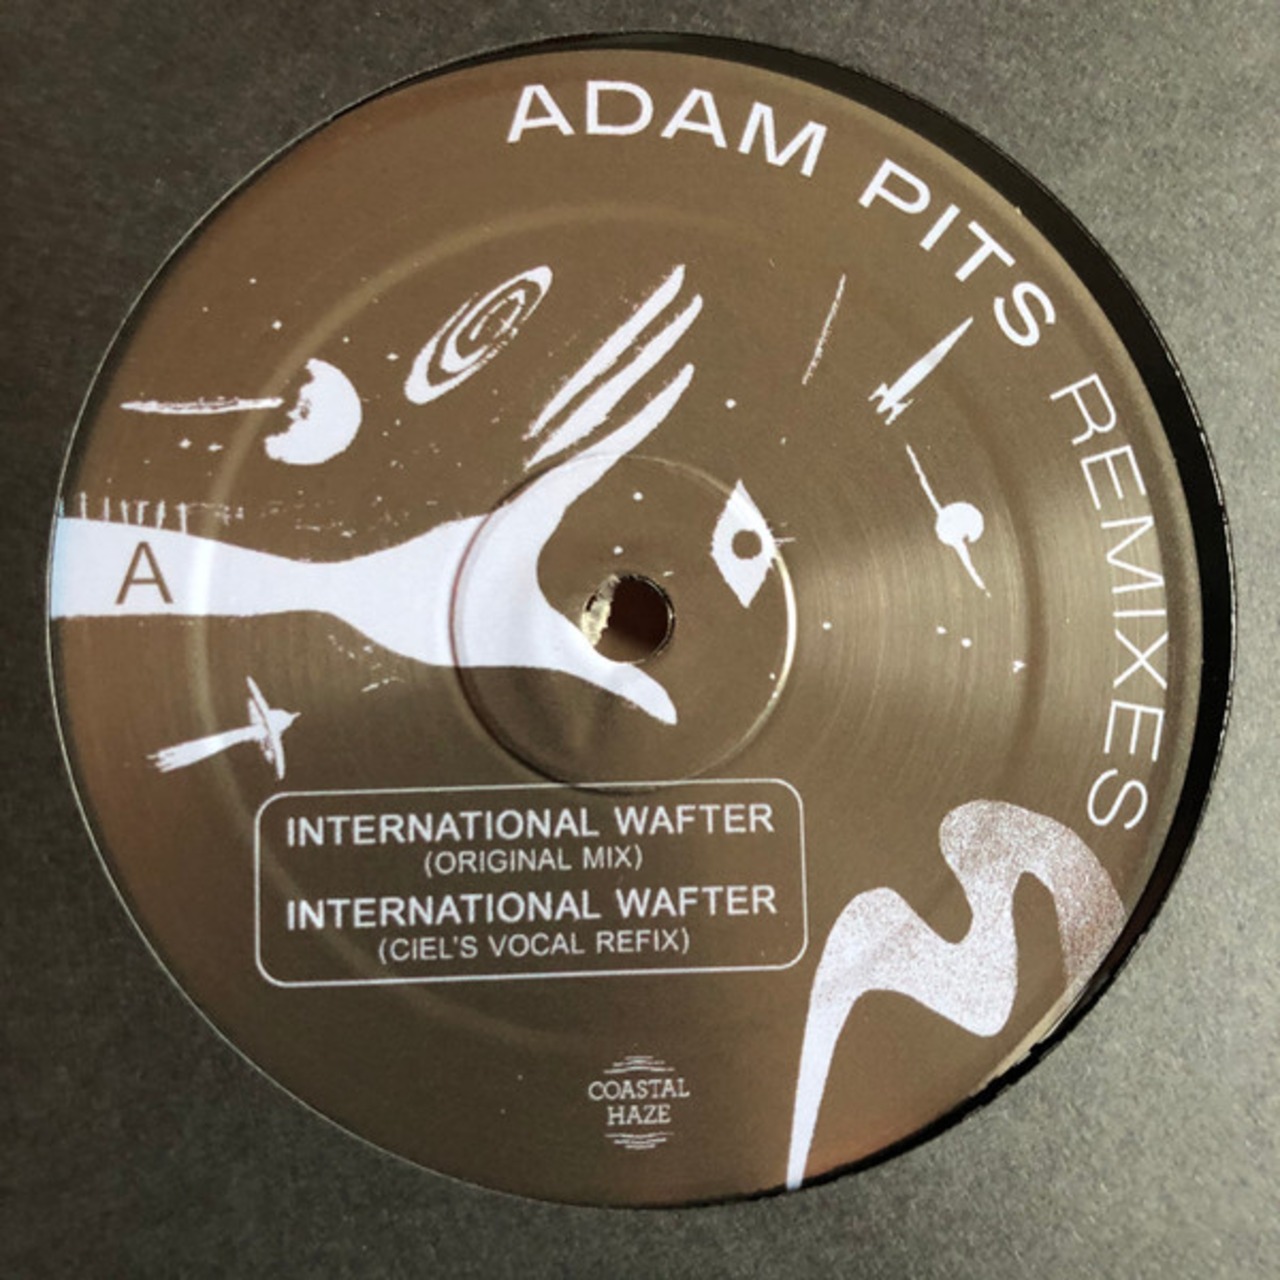 ADAM PITS REMIXES
A
INTERNATIONAL WAFTER
(ORIGINAL MIX)
INTERNATIONAL WAFTER
(CIEL'S VOCAL REFIX)
COASTAL
HAZE